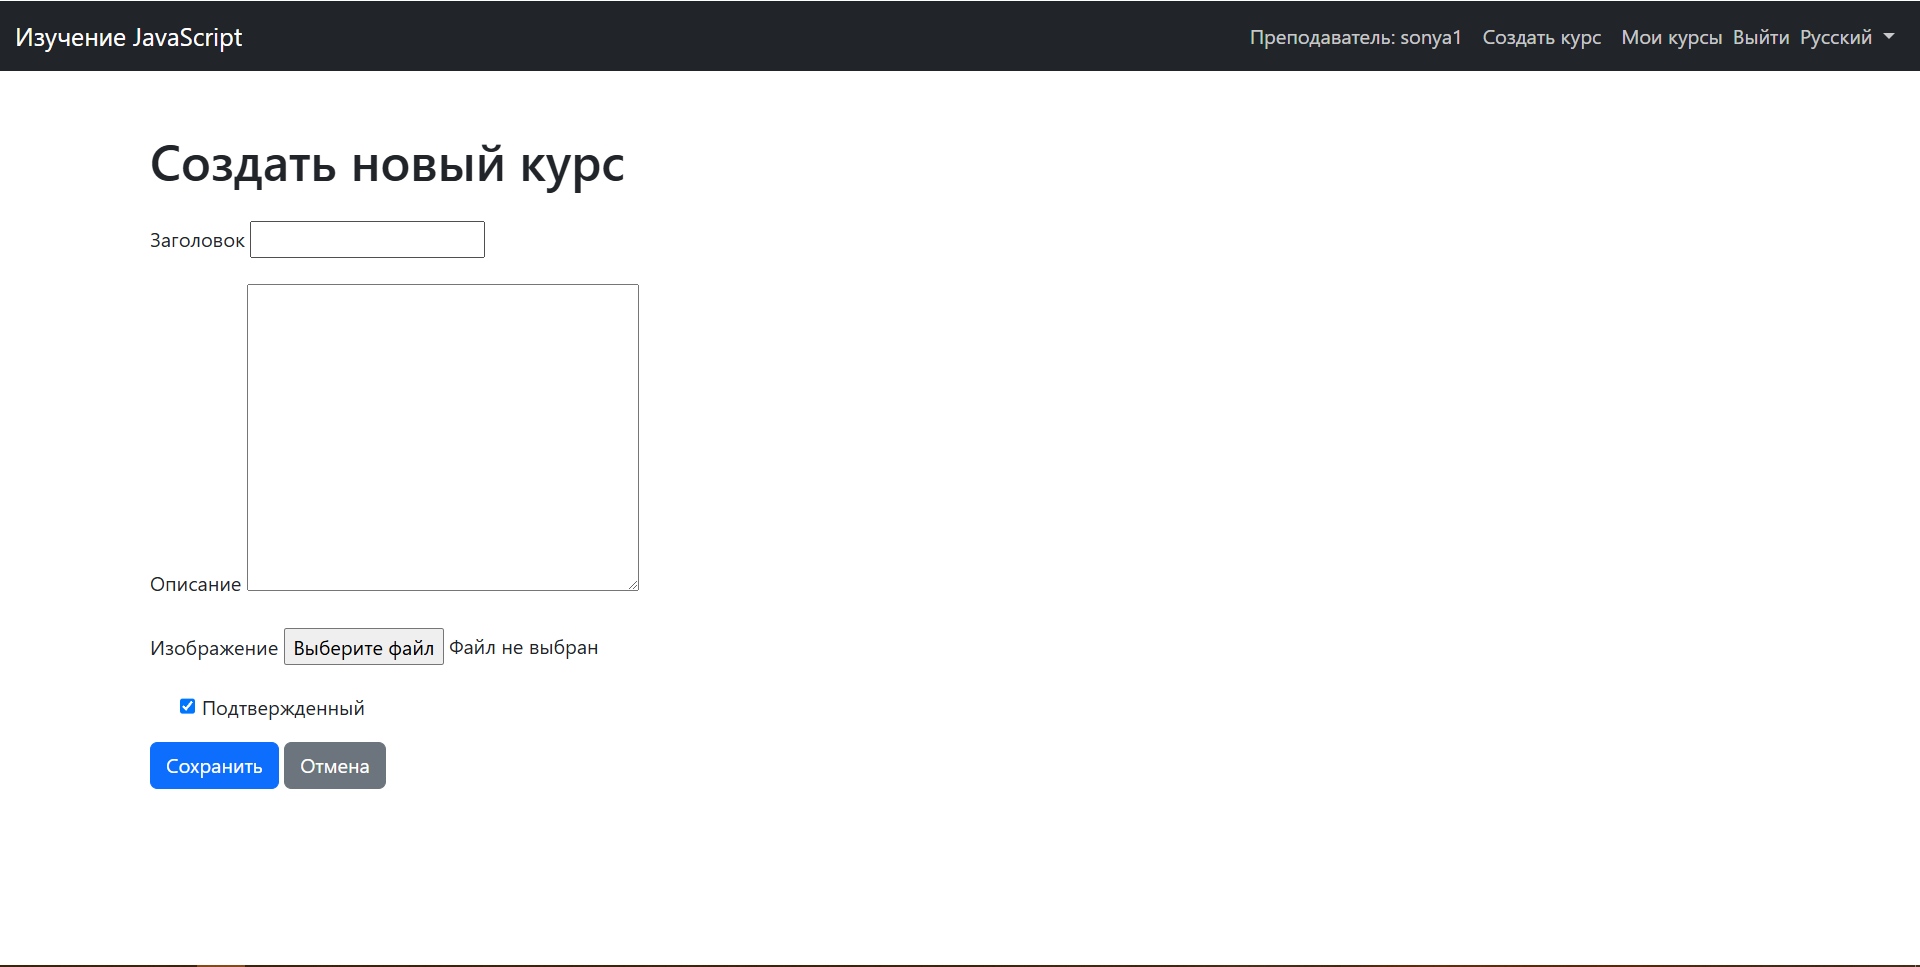 Изучение JavaScript
Преподаватель: sonya1 Создать курс Мои курсы Выйти Русский
Создать новый курс
Заголовок
Описание
Изображение Выберите файл Файл не выбран
Подтвержденный
Сохранить Отмена